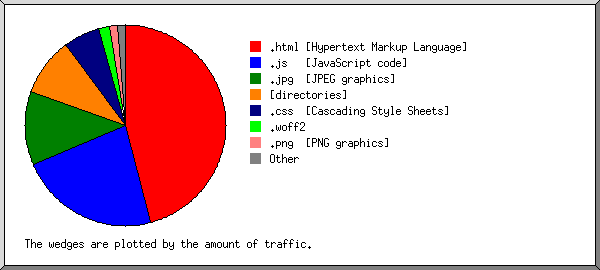 .html [Hypertext Markup Language]
.js [JavaScript code]
.jpg [JPEG graphics]
[directories]
.css [Cascading Style Sheets]
.woff2
.png [PNG graphics]
Other
The wedges are plotted by the amount of traffic.